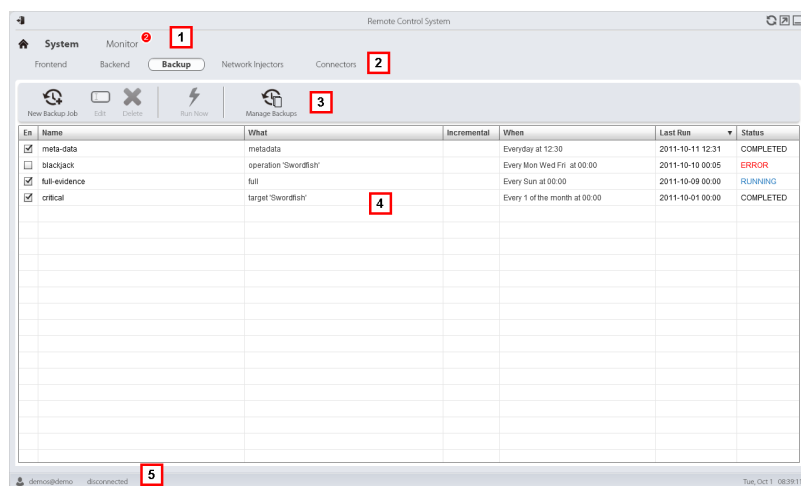 Remote Control System
System Monitor 2 1
Frontend Backend Backup Network Injectors Connectors 2
New Backup Job Edit Delete Run Now Manage Backups 3
En Name What Incremental When Last Run Status
meta-data metadata Everyday at 12:30 2011-10-11 12:31 COMPLETED
blackjack operation 'Swordfish' Every Mon Wed Fri at 00:00 2011-10-10 00:05 ERROR
full-evidence full Every Sun at 00:00 2011-10-09 00:00 RUNNING
critical target 'Swordfish' Every 1 of the month at 00:00 2011-10-01 00:00 COMPLETED
4
demos@demo disconnected 5 Tue, Oct 1